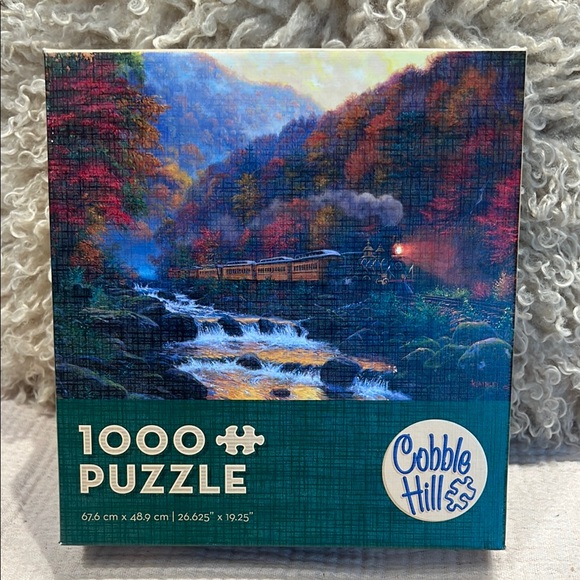 1000
PUZZLE
67.6 cm x 48.9 cm | 26.625" x 19.25"
Cobble
Hill